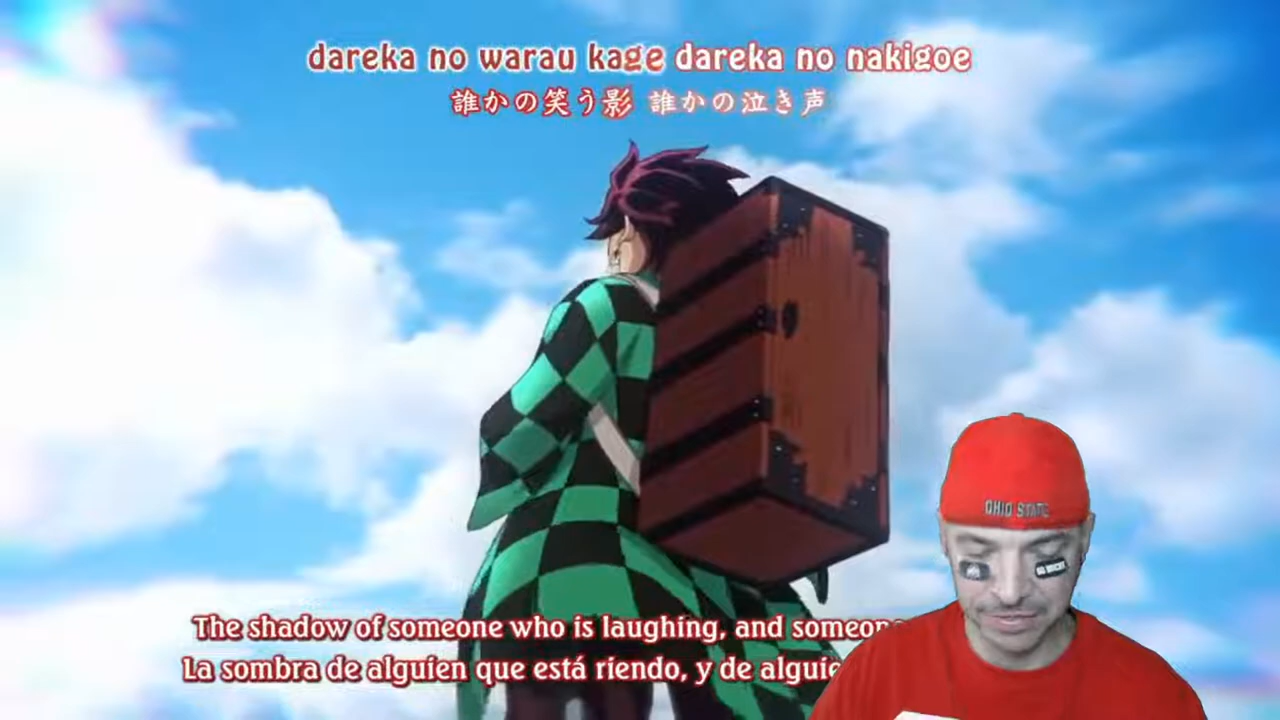 dareka no warau kage dareka no nakigoe
誰かの笑う影 誰かの泣き声
OHIO STATE
The shadow of someone who is laughing, and someone
La sombra de alguien que está riendo, y de alguie